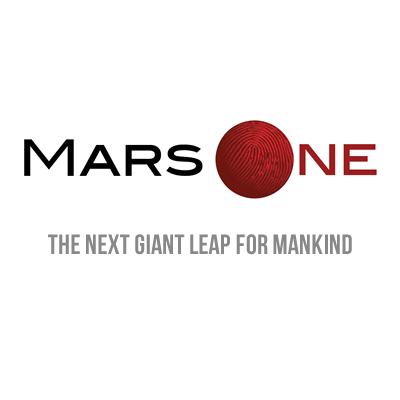 MARS ONE
THE NEXT GIANT LEAP FOR MANKIND